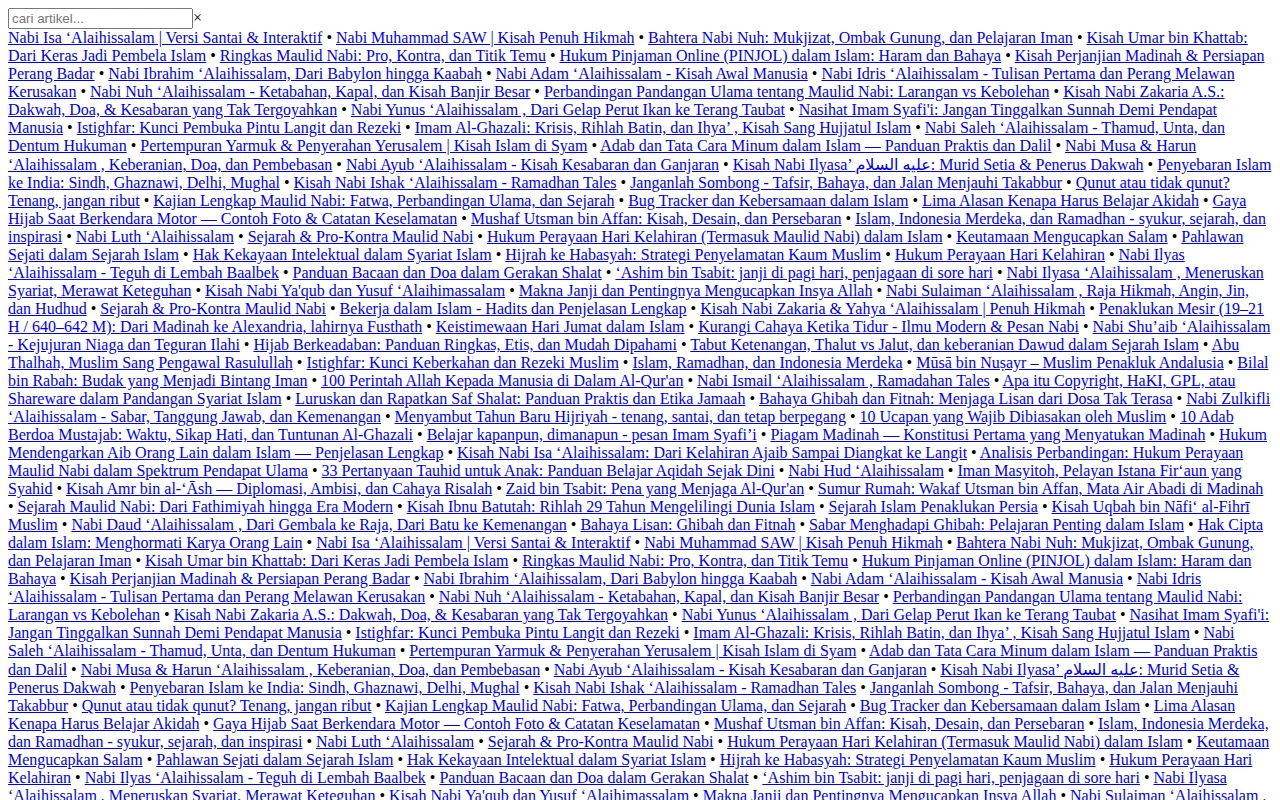 cari artikel... ×
Nabi Isa ‘Alaihissalam | Versi Santai & Interaktif • Nabi Muhammad SAW | Kisah Penuh Hikmah • Bahtera Nabi Nuh: Mukjizat, Ombak Gunung, dan Pelajaran Iman • Kisah Umar bin Khattab:
Dari Keras Jadi Pembela Islam • Ringkas Maulid Nabi: Pro, Kontra, dan Titik Temu • Hukum Pinjaman Online (PINJOL) dalam Islam: Haram dan Bahaya • Kisah Perjanjian Madinah & Persiapan
Perang Badar • Nabi Ibrahim ‘Alaihissalam, Dari Babylon hingga Kaabah • Nabi Adam ‘Alaihissalam - Kisah Awal Manusia • Nabi Idris ‘Alaihissalam - Tulisan Pertama dan Perang Melawan
Kerusakan • Nabi Nuh ‘Alaihissalam - Ketabahan, Kapal, dan Kisah Banjir Besar • Perbandingan Pandangan Ulama tentang Maulid Nabi: Larangan vs Kebolehan • Kisah Nabi Zakaria A.S.:
Dakwah, Doa, & Kesabaran yang Tak Tergoyahkan • Nabi Yunus ‘Alaihissalam , Dari Gelap Perut Ikan ke Terang Taubat • Nasihat Imam Syafi'i: Jangan Tinggalkan Sunnah Demi Pendapat
Manusia • Istighfar: Kunci Pembuka Pintu Langit dan Rezeki • Imam Al-Ghazali: Krisis, Rihlah Batin, dan Ihya’ , Kisah Sang Hujjatul Islam • Nabi Saleh ‘Alaihissalam - Thamud, Unta, dan
Dentum Hukuman • Pertempuran Yarmuk & Penyerahan Yerusalem | Kisah Islam di Syam • Adab dan Tata Cara Minum dalam Islam — Panduan Praktis dan Dalil • Nabi Musa & Harun
‘Alaihissalam , Keberanian, Doa, dan Pembebasan • Nabi Ayub ‘Alaihissalam - Kisah Kesabaran dan Ganjaran • Kisah Nabi Ilyasa’ عليه السلام: Murid Setia & Penerus Dakwah • Penyebaran Islam
ke India: Sindh, Ghaznawi, Delhi, Mughal • Kisah Nabi Ishak ‘Alaihissalam - Ramadhan Tales • Janganlah Sombong - Tafsir, Bahaya, dan Jalan Menjauhi Takabbur • Qunut atau tidak qunut?
Tenang, jangan ribut • Kajian Lengkap Maulid Nabi: Fatwa, Perbandingan Ulama, dan Sejarah • Bug Tracker dan Kebersamaan dalam Islam • Lima Alasan Kenapa Harus Belajar Akidah • Gaya
Hijab Saat Berkendara Motor — Contoh Foto & Catatan Keselamatan • Mushaf Utsman bin Affan: Kisah, Desain, dan Persebaran • Islam, Indonesia Merdeka, dan Ramadhan - syukur, sejarah, dan
inspirasi • Nabi Luth ‘Alaihissalam • Sejarah & Pro-Kontra Maulid Nabi • Hukum Perayaan Hari Kelahiran (Termasuk Maulid Nabi) dalam Islam • Keutamaan Mengucapkan Salam • Pahlawan
Sejati dalam Sejarah Islam • Hak Kekayaan Intelektual dalam Syariat Islam • Hijrah ke Habasyah: Strategi Penyelamatan Kaum Muslim • Hukum Perayaan Hari Kelahiran • Nabi Ilyas
‘Alaihissalam - Teguh di Lembah Baalbek • Panduan Bacaan dan Doa dalam Gerakan Shalat • ‘Ashim bin Tsabit: janji di pagi hari, penjagaan di sore hari • Nabi Ilyasa ‘Alaihissalam , Meneruskan
Syariat, Merawat Keteguhan • Kisah Nabi Ya'qub dan Yusuf ‘Alaihimassalam • Makna Janji dan Pentingnya Mengucapkan Insya Allah • Nabi Sulaiman ‘Alaihissalam , Raja Hikmah, Angin, Jin,
dan Hudhud • Sejarah & Pro-Kontra Maulid Nabi • Bekerja dalam Islam - Hadits dan Penjelasan Lengkap • Kisah Nabi Zakaria & Yahya ‘Alaihissalam | Penuh Hikmah • Penaklukan Mesir (19–21
H / 640–642 M): Dari Madinah ke Alexandria, lahirnya Fusthath • Keistimewaan Hari Jumat dalam Islam • Kurangi Cahaya Ketika Tidur - Ilmu Modern & Pesan Nabi • Nabi Shu’aib ‘Alaihissalam
- Kejujuran Niaga dan Teguran Ilahi • Hijab Berkeadaban: Panduan Ringkas, Etis, dan Mudah Dipahami • Tabut Ketenangan, Thalut vs Jalut, dan keberanian Dawud dalam Sejarah Islam • Abu
Thalhah, Muslim Sang Pengawal Rasulullah • Istighfar: Kunci Keberkahan dan Rezeki Muslim • Islam, Ramadhan, dan Indonesia Merdeka • Mūsā bin Nuṣayr – Muslim Penakluk Andalusia • Bilal
bin Rabah: Budak yang Menjadi Bintang Iman • 100 Perintah Allah Kepada Manusia di Dalam Al-Qur'an • Nabi Ismail ‘Alaihissalam , Ramadahan Tales • Apa itu Copyright, HaKI, GPL, atau
Shareware dalam Pandangan Syariat Islam • Luruskan dan Rapatkan Saf Shalat: Panduan Praktis dan Etika Jamaah • Bahaya Ghibah dan Fitnah: Menjaga Lisan dari Dosa Tak Terasa • Nabi Zulkifli
‘Alaihissalam - Sabar, Tanggung Jawab, dan Kemenangan • Menyambut Tahun Baru Hijriyah - tenang, santai, dan tetap berpegang • 10 Ucapan yang Wajib Dibiasakan oleh Muslim • 10 Adab
Berdoa Mustajab: Waktu, Sikap Hati, dan Tuntunan Al-Ghazali • Belajar kapanpun, dimanapun - pesan Imam Syafi’i • Piagam Madinah — Konstitusi Pertama yang Menyatukan Madinah • Hukum
Mendengarkan Aib Orang Lain dalam Islam — Penjelasan Lengkap • Kisah Nabi Isa ‘Alaihissalam: Dari Kelahiran Ajaib Sampai Diangkat ke Langit • Analisis Perbandingan: Hukum Perayaan
Maulid Nabi dalam Spektrum Pendapat Ulama • 33 Pertanyaan Tauhid untuk Anak: Panduan Belajar Aqidah Sejak Dini • Nabi Hud ‘Alaihissalam • Iman Masyitoh, Pelayan Istana Fir‘aun yang
Syahid • Kisah Amr bin al-‘Āsh — Diplomasi, Ambisi, dan Cahaya Risalah • Zaid bin Tsabit: Pena yang Menjaga Al-Qur'an • Sumur Rumah: Wakaf Utsman bin Affan, Mata Air Abadi di Madinah
• Sejarah Maulid Nabi: Dari Fathimiyah hingga Era Modern • Kisah Ibnu Batutah: Rihlah 29 Tahun Mengelilingi Dunia Islam • Sejarah Islam Penaklukan Persia • Kisah Uqbah bin Nāfi‘ al-Fihrī
Muslim • Nabi Daud ‘Alaihissalam , Dari Gembala ke Raja, Dari Batu ke Kemenangan • Bahaya Lisan: Ghibah dan Fitnah • Sabar Menghadapi Ghibah: Pelajaran Penting dalam Islam • Hak Cipta
dalam Islam: Menghormati Karya Orang Lain • Nabi Isa ‘Alaihissalam | Versi Santai & Interaktif • Nabi Muhammad SAW | Kisah Penuh Hikmah • Bahtera Nabi Nuh: Mukjizat, Ombak Gunung,
dan Pelajaran Iman • Kisah Umar bin Khattab: Dari Keras Jadi Pembela Islam • Ringkas Maulid Nabi: Pro, Kontra, dan Titik Temu • Hukum Pinjaman Online (PINJOL) dalam Islam: Haram dan
Bahaya • Kisah Perjanjian Madinah & Persiapan Perang Badar • Nabi Ibrahim ‘Alaihissalam, Dari Babylon hingga Kaabah • Nabi Adam ‘Alaihissalam - Kisah Awal Manusia • Nabi Idris
‘Alaihissalam - Tulisan Pertama dan Perang Melawan Kerusakan • Nabi Nuh ‘Alaihissalam - Ketabahan, Kapal, dan Kisah Banjir Besar • Perbandingan Pandangan Ulama tentang Maulid Nabi:
Larangan vs Kebolehan • Kisah Nabi Zakaria A.S.: Dakwah, Doa, & Kesabaran yang Tak Tergoyahkan • Nabi Yunus ‘Alaihissalam , Dari Gelap Perut Ikan ke Terang Taubat • Nasihat Imam Syafi'i:
Jangan Tinggalkan Sunnah Demi Pendapat Manusia • Istighfar: Kunci Pembuka Pintu Langit dan Rezeki • Imam Al-Ghazali: Krisis, Rihlah Batin, dan Ihya’ , Kisah Sang Hujjatul Islam • Nabi
Saleh ‘Alaihissalam - Thamud, Unta, dan Dentum Hukuman • Pertempuran Yarmuk & Penyerahan Yerusalem | Kisah Islam di Syam • Adab dan Tata Cara Minum dalam Islam — Panduan Praktis
dan Dalil • Nabi Musa & Harun ‘Alaihissalam , Keberanian, Doa, dan Pembebasan • Nabi Ayub ‘Alaihissalam - Kisah Kesabaran dan Ganjaran • Kisah Nabi Ilyasa’ عليه السلام: Murid Setia &
Penerus Dakwah • Penyebaran Islam ke India: Sindh, Ghaznawi, Delhi, Mughal • Kisah Nabi Ishak ‘Alaihissalam - Ramadhan Tales • Janganlah Sombong - Tafsir, Bahaya, dan Jalan Menjauhi
Takabbur • Qunut atau tidak qunut? Tenang, jangan ribut • Kajian Lengkap Maulid Nabi: Fatwa, Perbandingan Ulama, dan Sejarah • Bug Tracker dan Kebersamaan dalam Islam • Lima Alasan
Kenapa Harus Belajar Akidah • Gaya Hijab Saat Berkendara Motor — Contoh Foto & Catatan Keselamatan • Mushaf Utsman bin Affan: Kisah, Desain, dan Persebaran • Islam, Indonesia Merdeka,
dan Ramadhan - syukur, sejarah, dan inspirasi • Nabi Luth ‘Alaihissalam • Sejarah & Pro-Kontra Maulid Nabi • Hukum Perayaan Hari Kelahiran (Termasuk Maulid Nabi) dalam Islam • Keutamaan
Mengucapkan Salam • Pahlawan Sejati dalam Sejarah Islam • Hak Kekayaan Intelektual dalam Syariat Islam • Hijrah ke Habasyah: Strategi Penyelamatan Kaum Muslim • Hukum Perayaan Hari
Kelahiran • Nabi Ilyas ‘Alaihissalam - Teguh di Lembah Baalbek • Panduan Bacaan dan Doa dalam Gerakan Shalat • ‘Ashim bin Tsabit: janji di pagi hari, penjagaan di sore hari • Nabi Ilyasa
‘Alaihissalam , Meneruskan Syariat, Merawat Keteguhan • Kisah Nabi Ya'qub dan Yusuf ‘Alaihimassalam • Makna Janji dan Pentingnya Mengucapkan Insya Allah • Nabi Sulaiman ‘Alaihissalam ,